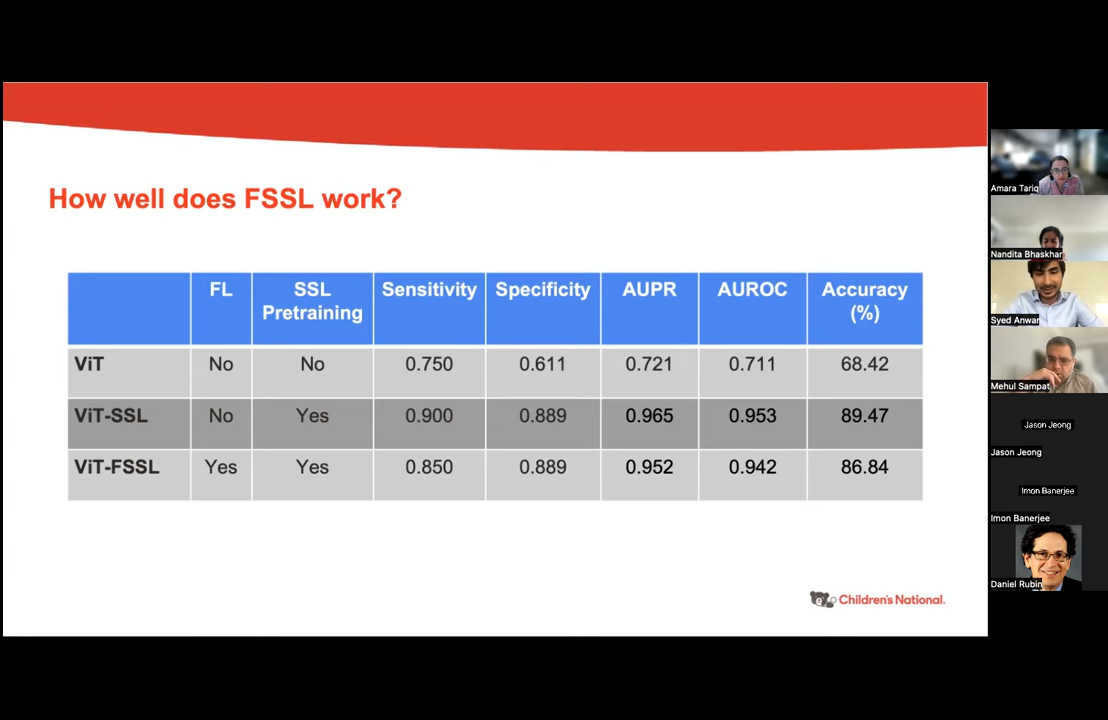 How well does FSSL work?
FL SSL Pretraining Sensitivity Specificity AUPR AUROC Accuracy (%)
ViT No No 0.750 0.611 0.721 0.711 68.42
ViT-SSL No Yes 0.900 0.889 0.965 0.953 89.47
ViT-FSSL Yes Yes 0.850 0.889 0.952 0.942 86.84
Children's National.
Amara Tariq
Nandita Bhaskhar
Syed Anwar
Mehul Sampat
Jason Jeong
Jason Jeong
Imon Banerjee
Imon Banerjee
Daniel Rubin